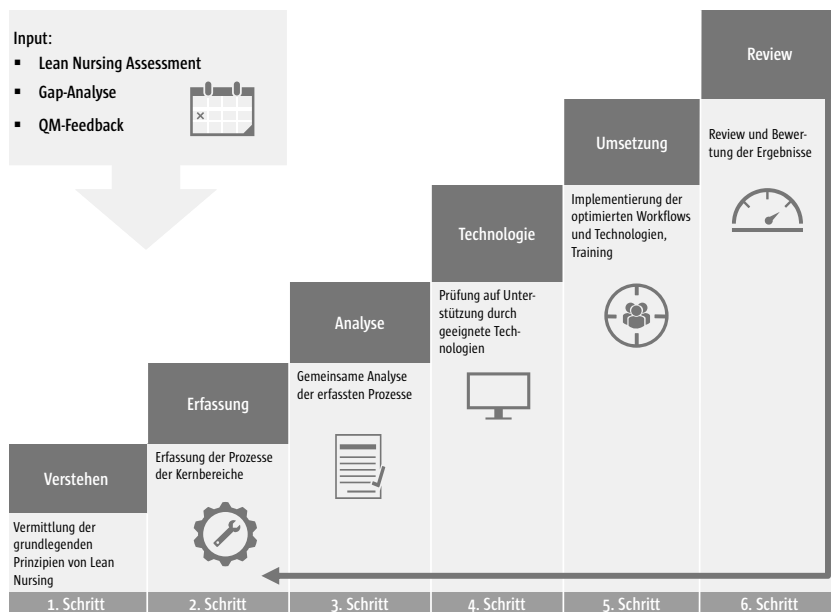 Input:
▪ Lean Nursing Assessment
▪ Gap-Analyse
▪ QM-Feedback
Verstehen
Vermittlung der
grundlegenden
Prinzipien von Lean
Nursing
1. Schritt
Erfassung
Erfassung der Prozesse
der Kernbereiche
2. Schritt
Analyse
Gemeinsame Analyse
der erfassten Prozesse
3. Schritt
Technologie
Prüfung auf Unter-
stützung durch
geeignete Tech-
nologien
4. Schritt
Umsetzung
Implementierung der
optimierten Workflows
und Technologien,
Training
5. Schritt
Review
Review und Bewer-
tung der Ergebnisse
6. Schritt